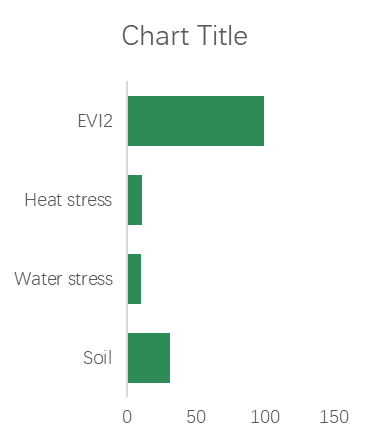 Chart Title
EVI2
Heat stress
Water stress
Soil
0 50 100 150